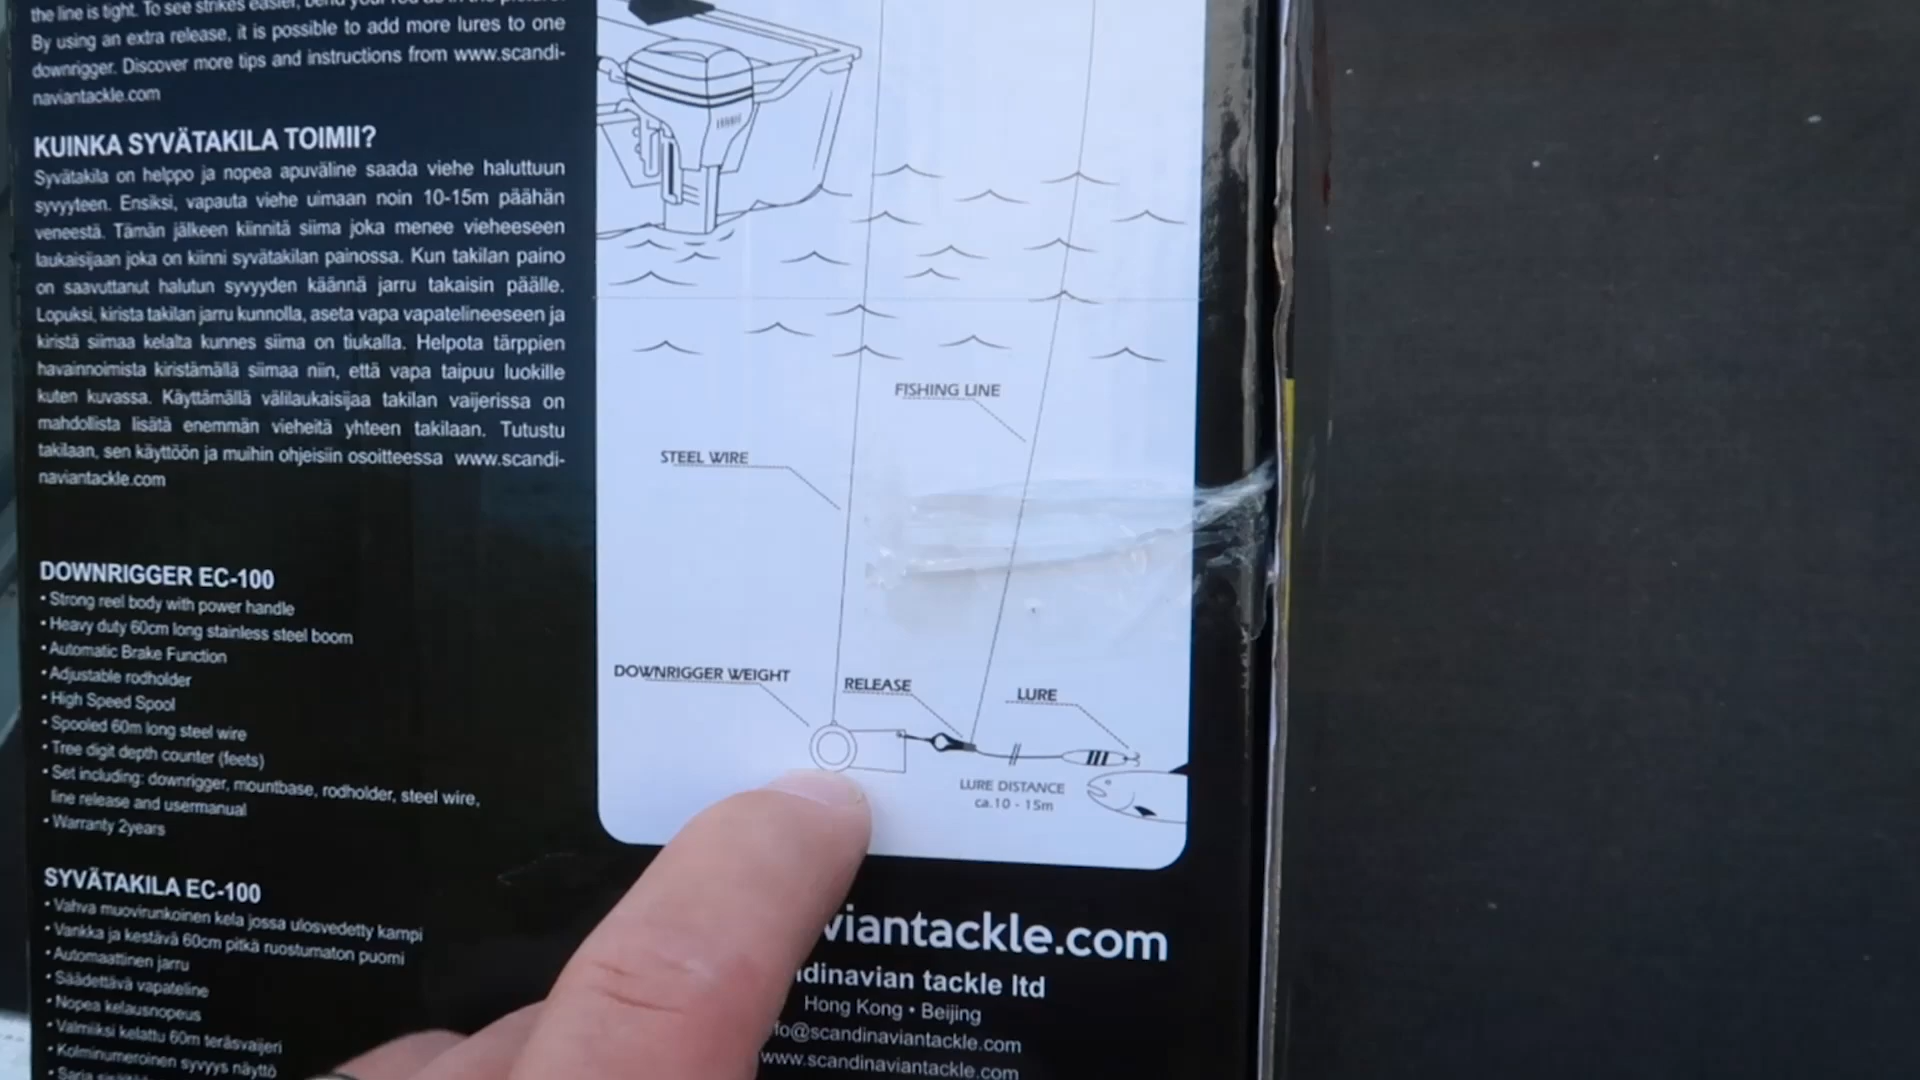 the line is tight. To see strikes easier, bend your rod as in the picture.
By using an extra release, it is possible to add more lures to one
downrigger. Discover more tips and instructions from www.scandi-
naviantackle.com
KUINKA SYVÄTAKILA TOIMII?
Syvätakila on helppo ja nopea apuväline saada viehe haluttuun
syvyyteen. Ensiksi, vapauta viehe uimaan noin 10-15m päähän
veneestä. Tämän jälkeen kiinnitä siima joka menee vieheeseen
laukaisijaan joka on kiinni syvätakilan painossa. Kun takilan paino
on saavuttanut halutun syvyyden käännä jarru takaisin päälle.
Lopuksi, kirista takilan jarru kunnolla, aseta vapa vapatelineeseen ja
kiristä siimaa kelalta kunnes siima on tiukalla. Helpota tärppien
havainnoimista kiristämällä siimaa niin, että vapa taipuu luokille
kuten kuvassa. Käyttämällä välilaukaisijaa takilan vaijerissa on
mahdollista lisätä enemmän vieheitä yhteen takilaan. Tutustu
takilaan, sen käyttöön ja muihin ohjeisiin osoitteessa www.scandi-
naviantackle.com
DOWNRIGGER EC-100
• Strong reel body with power handle
• Heavy duty 60cm long stainless steel boom
• Automatic Brake Function
• Adjustable rodholder
• High Speed Spool
• Spooled 60m long steel wire
• Tree digit depth counter (feets)
• Set including: downrigger, mountbase, rodholder, steel wire,
line release and usermanual
• Warranty 2years
SYVÄTAKILA EC-100
• Vahva muovirunkoinen kela jossa ulosvedetty kampi
• Vankka ja kestävä 60cm pitkä ruostumaton puomi
• Automaattinen jarru
• Säädettävä vapateline
• Nopea kelausnopeus
• Valmiiksi kelattu 60m teräsvaijeri
• Kolminumeroinen syvyys näyttö
FISHING LINE
STEEL WIRE
DOWNRIGGER WEIGHT
RELEASE
LURE
LURE DISTANCE
ca.10 - 15m
viantackle.com
dinavian tackle ltd
Hong Kong • Beijing
fo@scandinaviantackle.com
www.scandinaviantackle.com